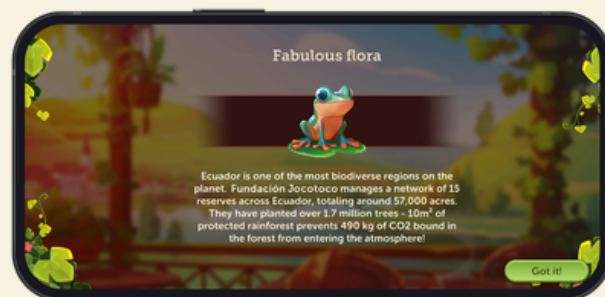 Fabulous flora
Ecuador is one of the most biodiverse regions on the
planet. Fundación Jocotoco manages a network of 15
reserves across Ecuador, totaling around 57,000 acres.
They have planted over 1.7 million trees - 10m² of
protected rainforest prevents 490 kg of CO2 bound in
the forest from entering the atmosphere!
Got it!